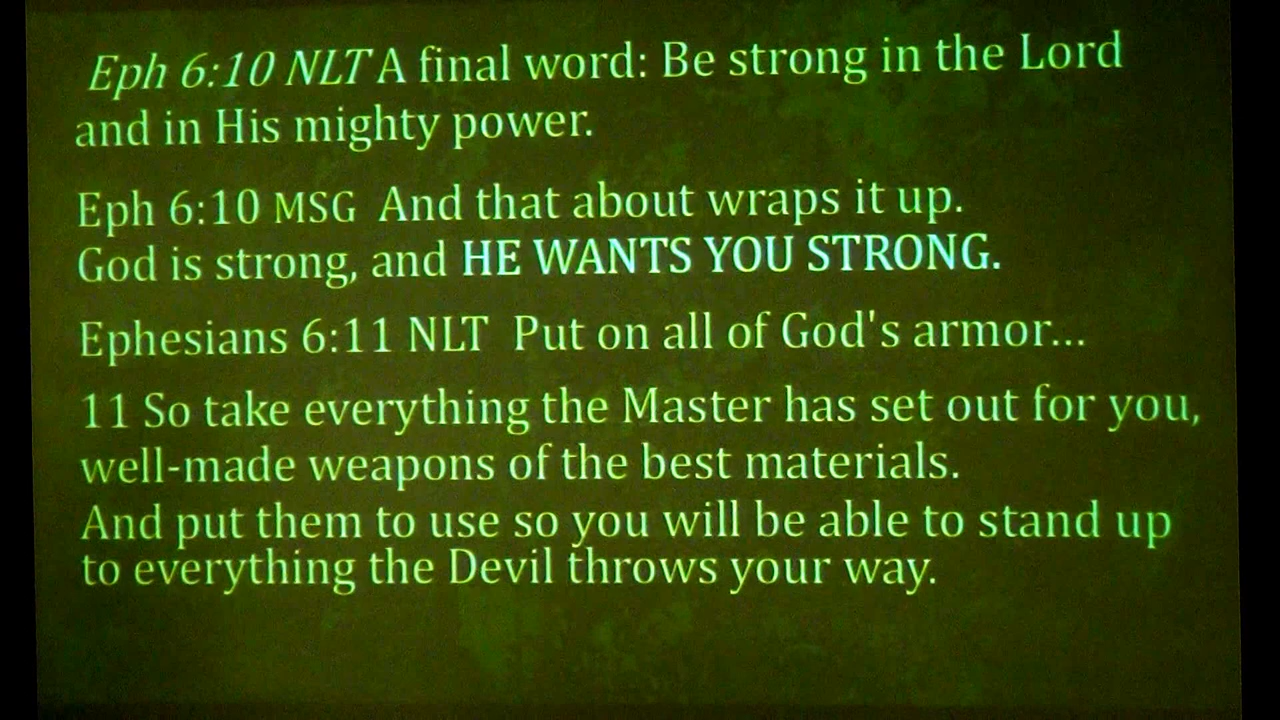 Eph 6:10 NLT A final word: Be strong in the Lord
and in His mighty power.
Eph 6:10 MSG And that about wraps it up.
God is strong, and HE WANTS YOU STRONG.
Ephesians 6:11 NLT Put on all of God's armor...
11 So take everything the Master has set out for you,
well-made weapons of the best materials.
And put them to use so you will be able to stand up
to everything the Devil throws your way.